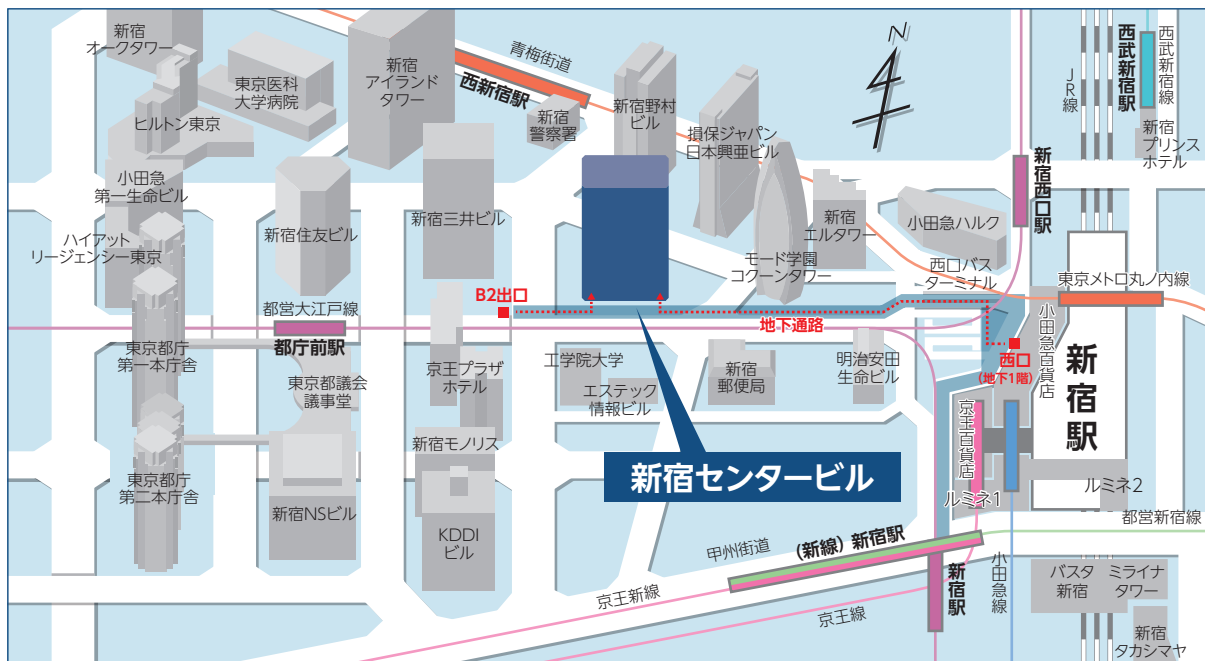 新宿
オークタワー
東京医科
大学病院
ヒルトン東京
新宿
アイランド
タワー
青梅街道
西新宿駅
新宿
警察署
新宿野村
ビル
損保ジャパン
日本興亜ビル
N
JR線
西武新宿駅
西武新宿線
新宿
プリンス
ホテル
新宿西口駅
小田急
第一生命ビル
ハイアット
リージェンシー東京
新宿住友ビル
新宿三井ビル
モード学園
コクーンタワー
新宿
エルタワー
小田急ハルク
西口バス
ターミナル
東京メトロ丸ノ内線
B2出口
都営大江戸線
都庁前駅
地下通路
西口
(地下1階)
小田急百貨店
新宿駅
東京都庁
第一本庁舎
東京都議会
議事堂
京王プラザ
ホテル
工学院大学
エステック
情報ビル
新宿
郵便局
明治安田
生命ビル
京王百貨店
東京都庁
第二本庁舎
新宿NSビル
新宿モノリス
KDDI
ビル
新宿センタービル
ルミネ1
ルミネ2
都営新宿線
甲州街道
(新線)新宿駅
京王新線
京王線
新宿駅
小田急線
バスタ
新宿
ミライナ
タワー
新宿
タカシマヤ